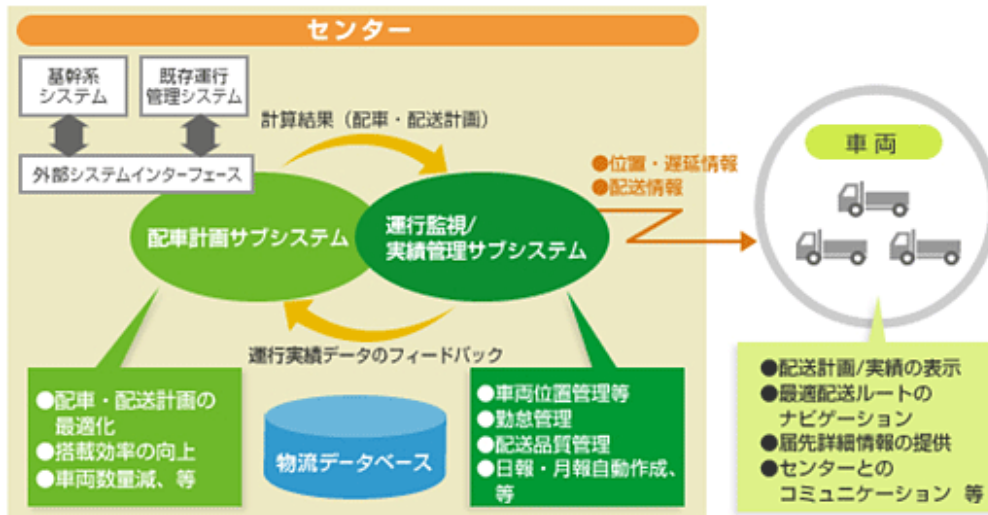 センター
基幹系
システム
既存運行
管理システム
外部システムインターフェース
計算結果（配車・配送計画）
配車計画サブシステム
運行監視/
実績管理サブシステム
運行実績データのフィードバック
●配車・配送計画の
最適化
●搭載効率の向上
●車両数量減、等
物流データベース
●車両位置管理等
●勤怠管理
●配送品質管理
●日報・月報自動作成、
等
●位置・遅延情報
●配送情報
車両
●配送計画/実績の表示
●最適配送ルートの
ナビゲーション
●届先詳細情報の提供
●センターとの
コミュニケーション 等